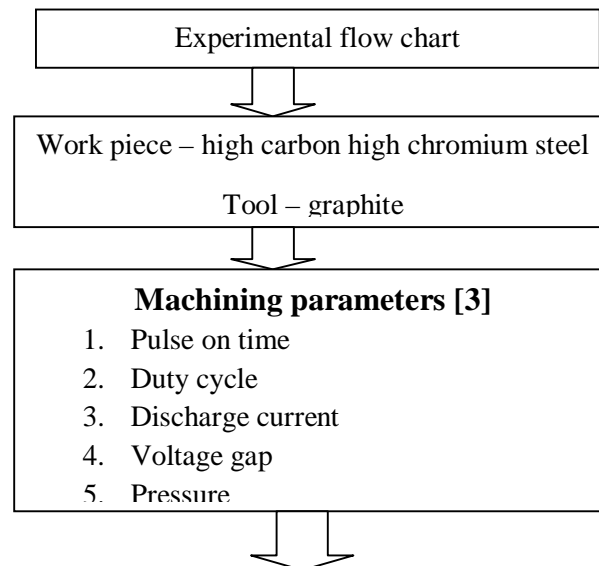 Experimental flow chart
Work piece – high carbon high chromium steel
Tool – graphite
Machining parameters [3]
1. Pulse on time
2. Duty cycle
3. Discharge current
4. Voltage gap
5. Pressure